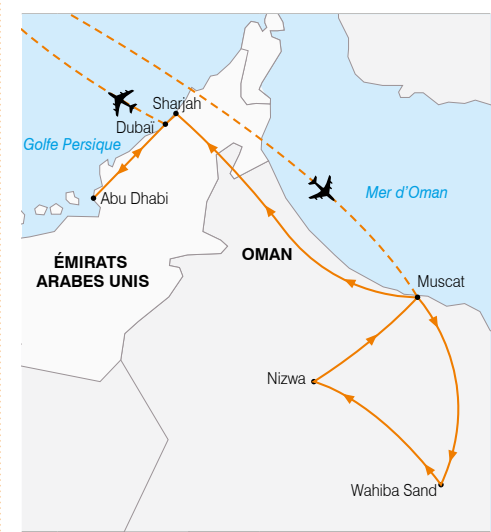 Sharjah
Dubaï
Golfe Persique
Abu Dhabi
Mer d'Oman
ÉMIRATS
ARABES UNIS
OMAN
Muscat
Nizwa
Wahiba Sand